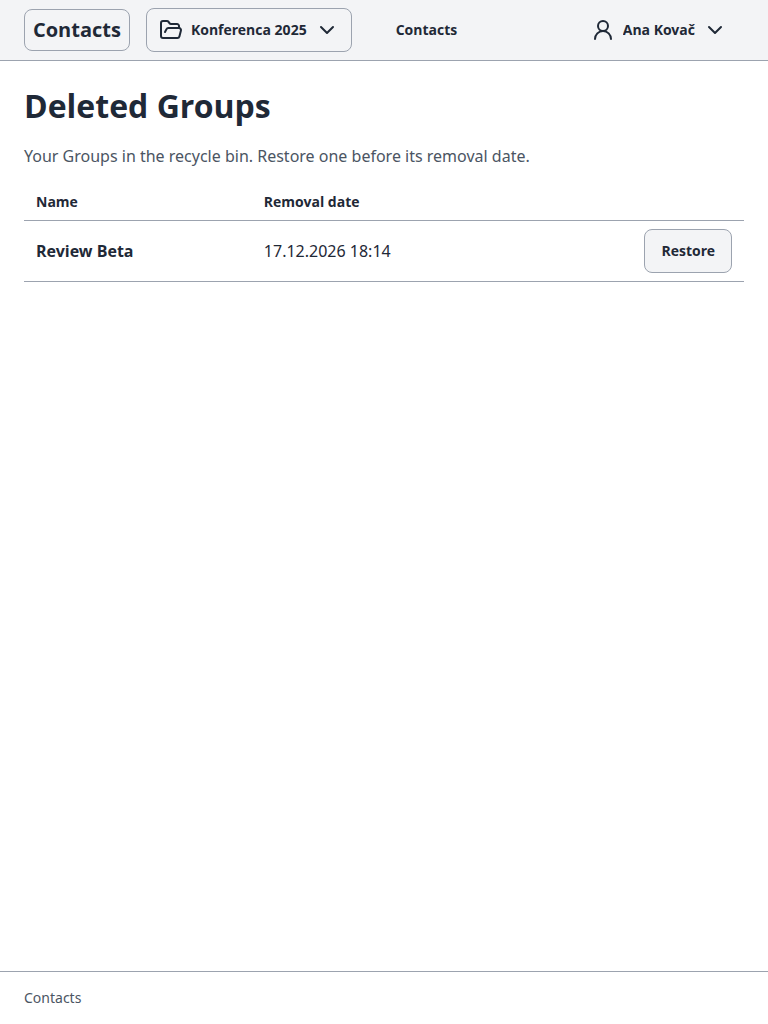 Contacts Konferenca 2025 Contacts Ana Kovač
Deleted Groups
Your Groups in the recycle bin. Restore one before its removal date.
Name Removal date
Review Beta 17.12.2026 18:14 Restore
Contacts